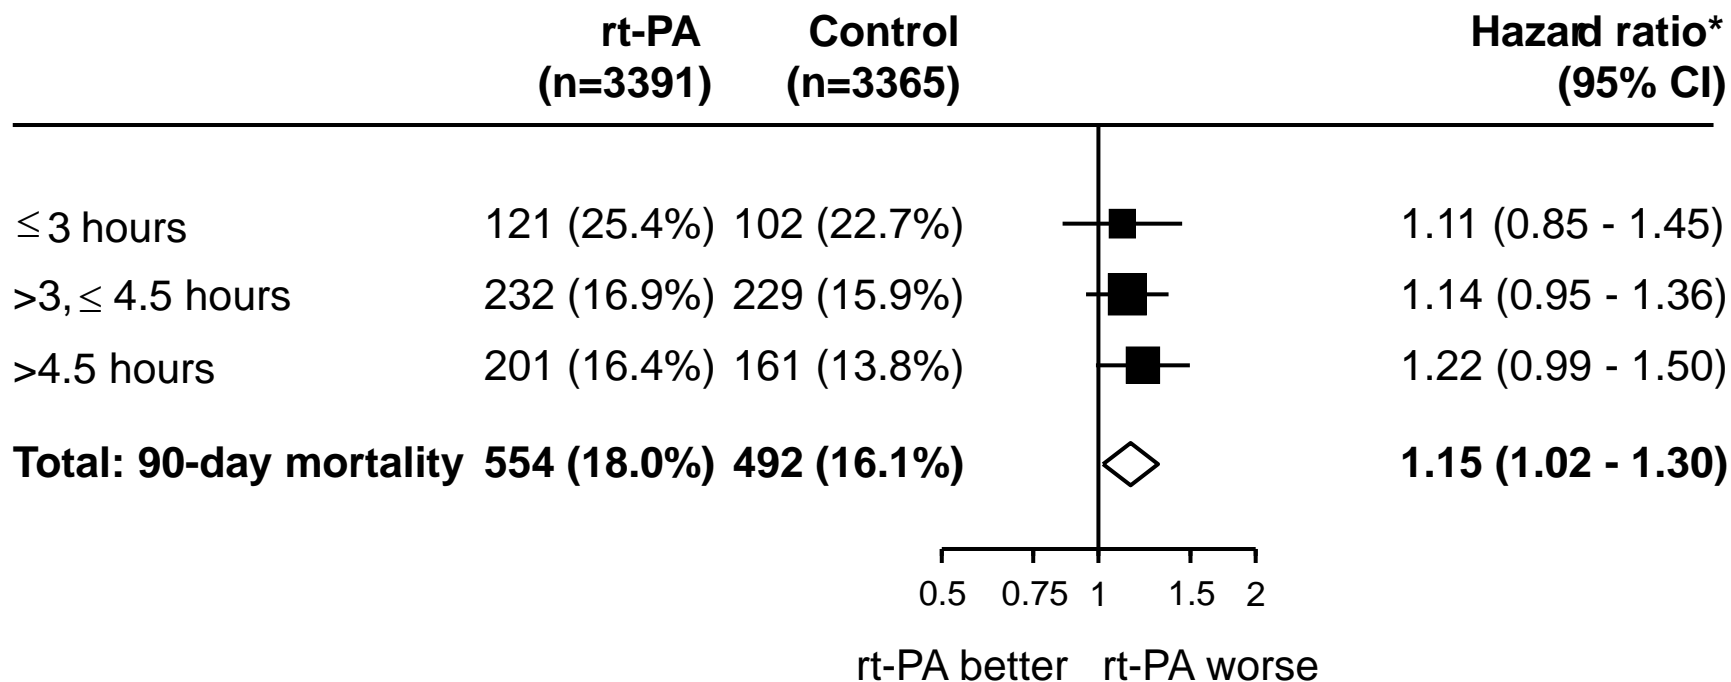 rt-PA Control Hazard ratio*
(n=3391) (n=3365) (95% CI)
≤ 3 hours 121 (25.4%) 102 (22.7%) 1.11 (0.85 - 1.45)
>3, ≤ 4.5 hours 232 (16.9%) 229 (15.9%) 1.14 (0.95 - 1.36)
>4.5 hours 201 (16.4%) 161 (13.8%) 1.22 (0.99 - 1.50)
Total: 90-day mortality 554 (18.0%) 492 (16.1%) 1.15 (1.02 - 1.30)
0.5 0.75 1 1.5 2
rt-PA better rt-PA worse